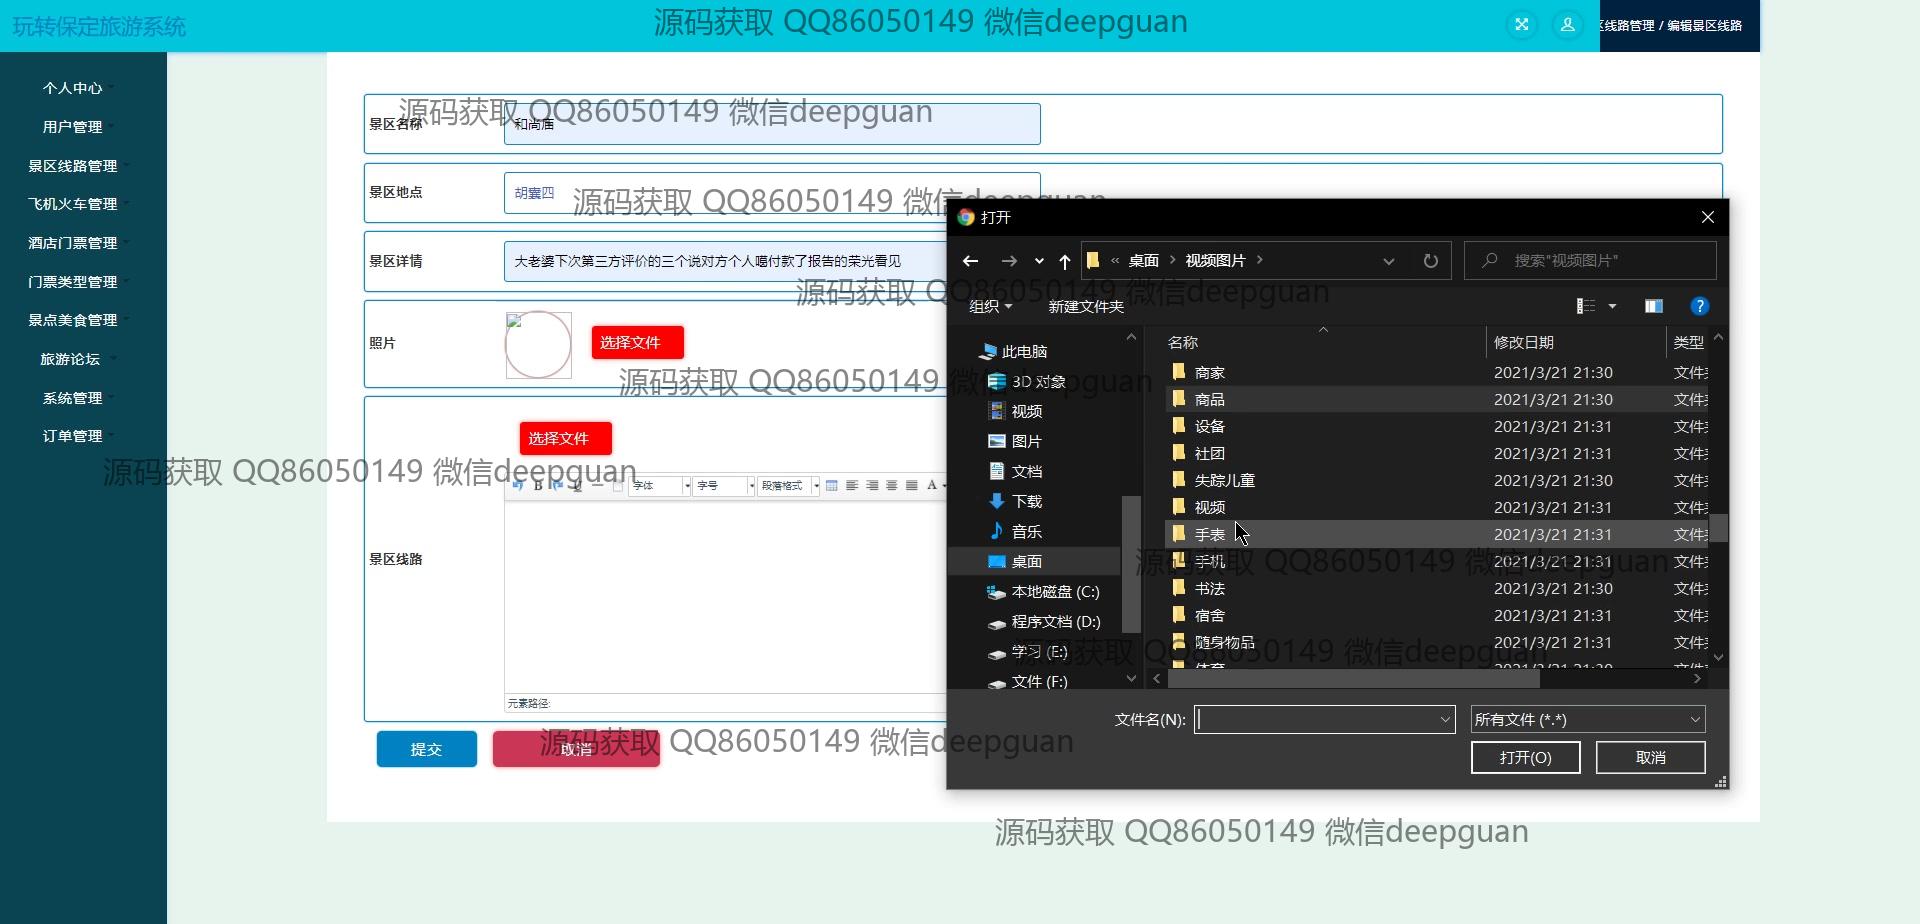 玩转保定旅游系统
源码获取 QQ86050149 微信deepguan
区线路管理 / 编辑景区线路
个人中心
用户管理
景区线路管理
飞机火车管理
酒店门票管理
门票类型管理
景点美食管理
旅游论坛
系统管理
订单管理
源码获取 QQ86050149 微信deepguan
景区名称
和尚庙
景区地点
胡襄四
源码获取 QQ86050149 微信deepguan
景区详情
大老婆下次第三方评价的三个说对方个人喵付款了报告的荣光看见
源码获取 QQ86050149 微信deepguan
照片
选择文件
源码获取 QQ86050149 微信deepguan
选择文件
源码获取 QQ86050149 微信deepguan
B U 字体 字号 段落格式 A
景区线路
元素路径:
提交
取消
源码获取 QQ86050149 微信deepguan
打开
« 桌面 > 视频图片 >
搜索"视频图片"
组织
新建文件夹
此电脑
3D 对象
视频
图片
文档
下载
音乐
桌面
本地磁盘 (C:)
程序文档 (D:)
学习 (E:)
文件 (F:)
名称 修改日期 类型
商家 2021/3/21 21:30 文件
商品 2021/3/21 21:30 文件
设备 2021/3/21 21:31 文件
社团 2021/3/21 21:31 文件
失踪儿童 2021/3/21 21:30 文件
视频 2021/3/21 21:31 文件
手表 2021/3/21 21:31 文件
手机 2021/3/21 21:31 文件
源码获取 QQ86050149 微信deepguan
书法 2021/3/21 21:30 文件
宿舍 2021/3/21 21:31 文件
随身物品 2021/3/21 21:31 文件
源码获取 QQ86050149 微信deepguan
体育 2021/3/21 21:30 文件
文件名(N):
所有文件 (*.*)
打开(O)
取消
源码获取 QQ86050149 微信deepguan